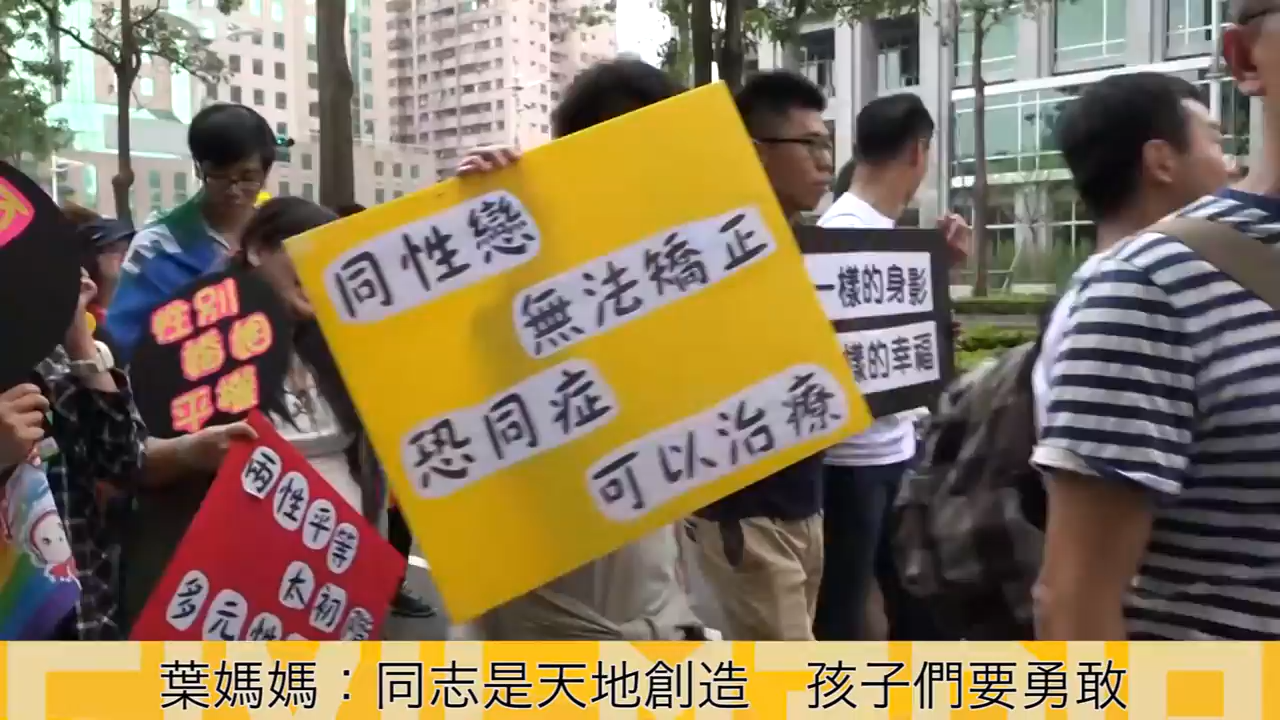 同性戀
無法矯正
恐同症
可以治療
性別
婚姻
平權
一樣的身影
樣的幸福
兩性平等
太初階
多元性
葉媽媽：同志是天地創造　孩子們要勇敢